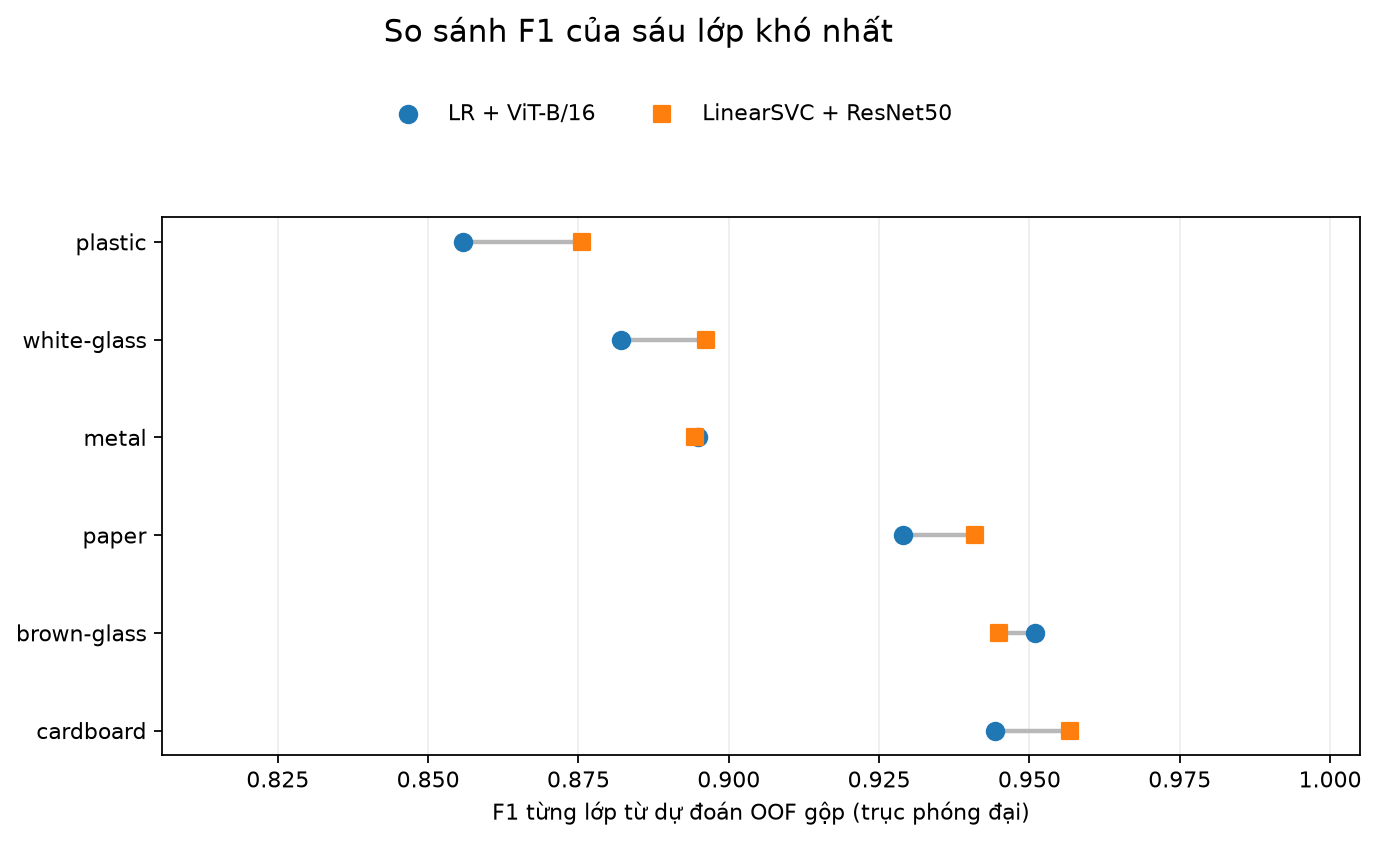 So sánh F1 của sáu lớp khó nhất
LR + ViT-B/16 LinearSVC + ResNet50
plastic
white-glass
metal
paper
brown-glass
cardboard
0.825 0.850 0.875 0.900 0.925 0.950 0.975 1.000
F1 từng lớp từ dự đoán OOF gộp (trục phóng đại)